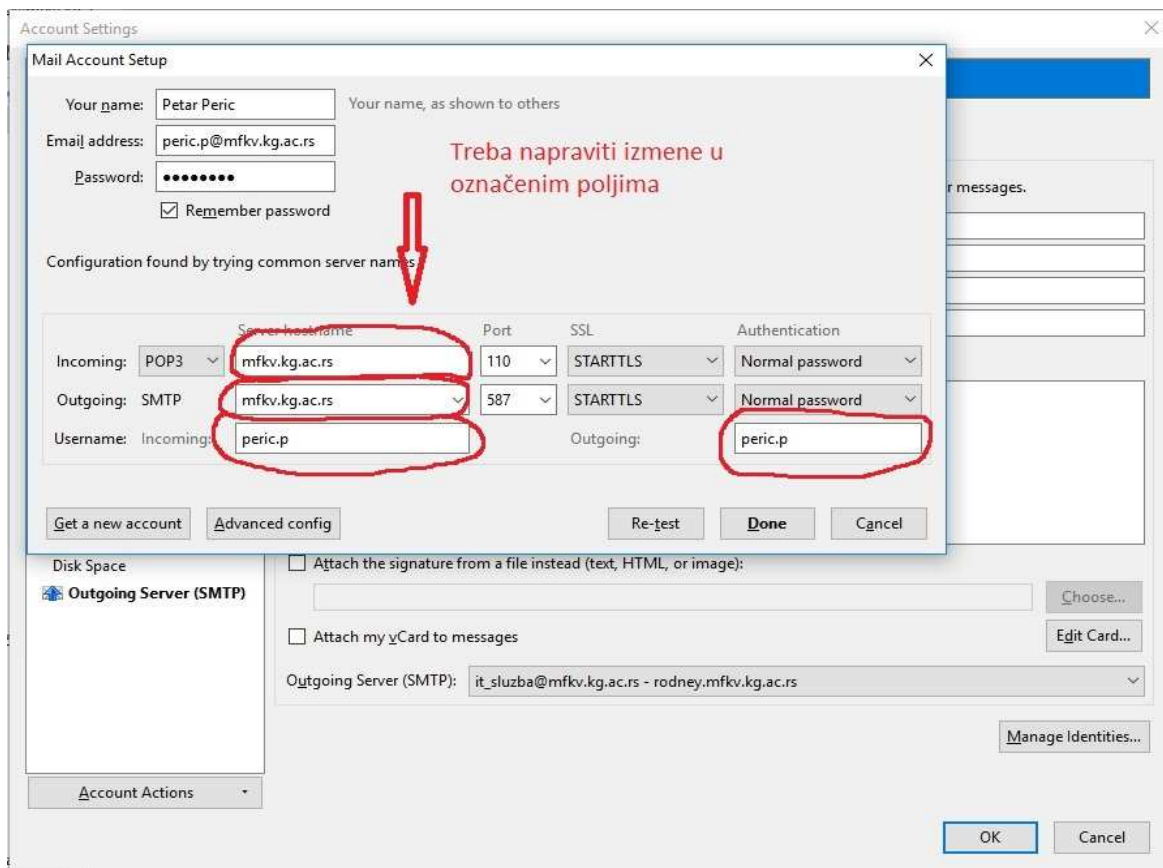 Account Settings
Mail Account Setup
Your name: Petar Peric Your name, as shown to others
Email address: peric.p@mfkv.kg.ac.rs
Password: ••••••••
Remember password
Treba napraviti izmene u
označenim poljima
r messages.
Configuration found by trying common server names
Server hostname Port SSL Authentication
Incoming: POP3 mfkv.kg.ac.rs 110 STARTTLS Normal password
Outgoing: SMTP mfkv.kg.ac.rs 587 STARTTLS Normal password
Username: Incoming: peric.p Outgoing: peric.p
Get a new account Advanced config Re-test Done Cancel
Disk Space
Outgoing Server (SMTP)
Attach the signature from a file instead (text, HTML, or image):
Choose...
Attach my vCard to messages
Edit Card...
Outgoing Server (SMTP): it_sluzba@mfkv.kg.ac.rs - rodney.mfkv.kg.ac.rs
Manage Identities...
Account Actions
OK Cancel